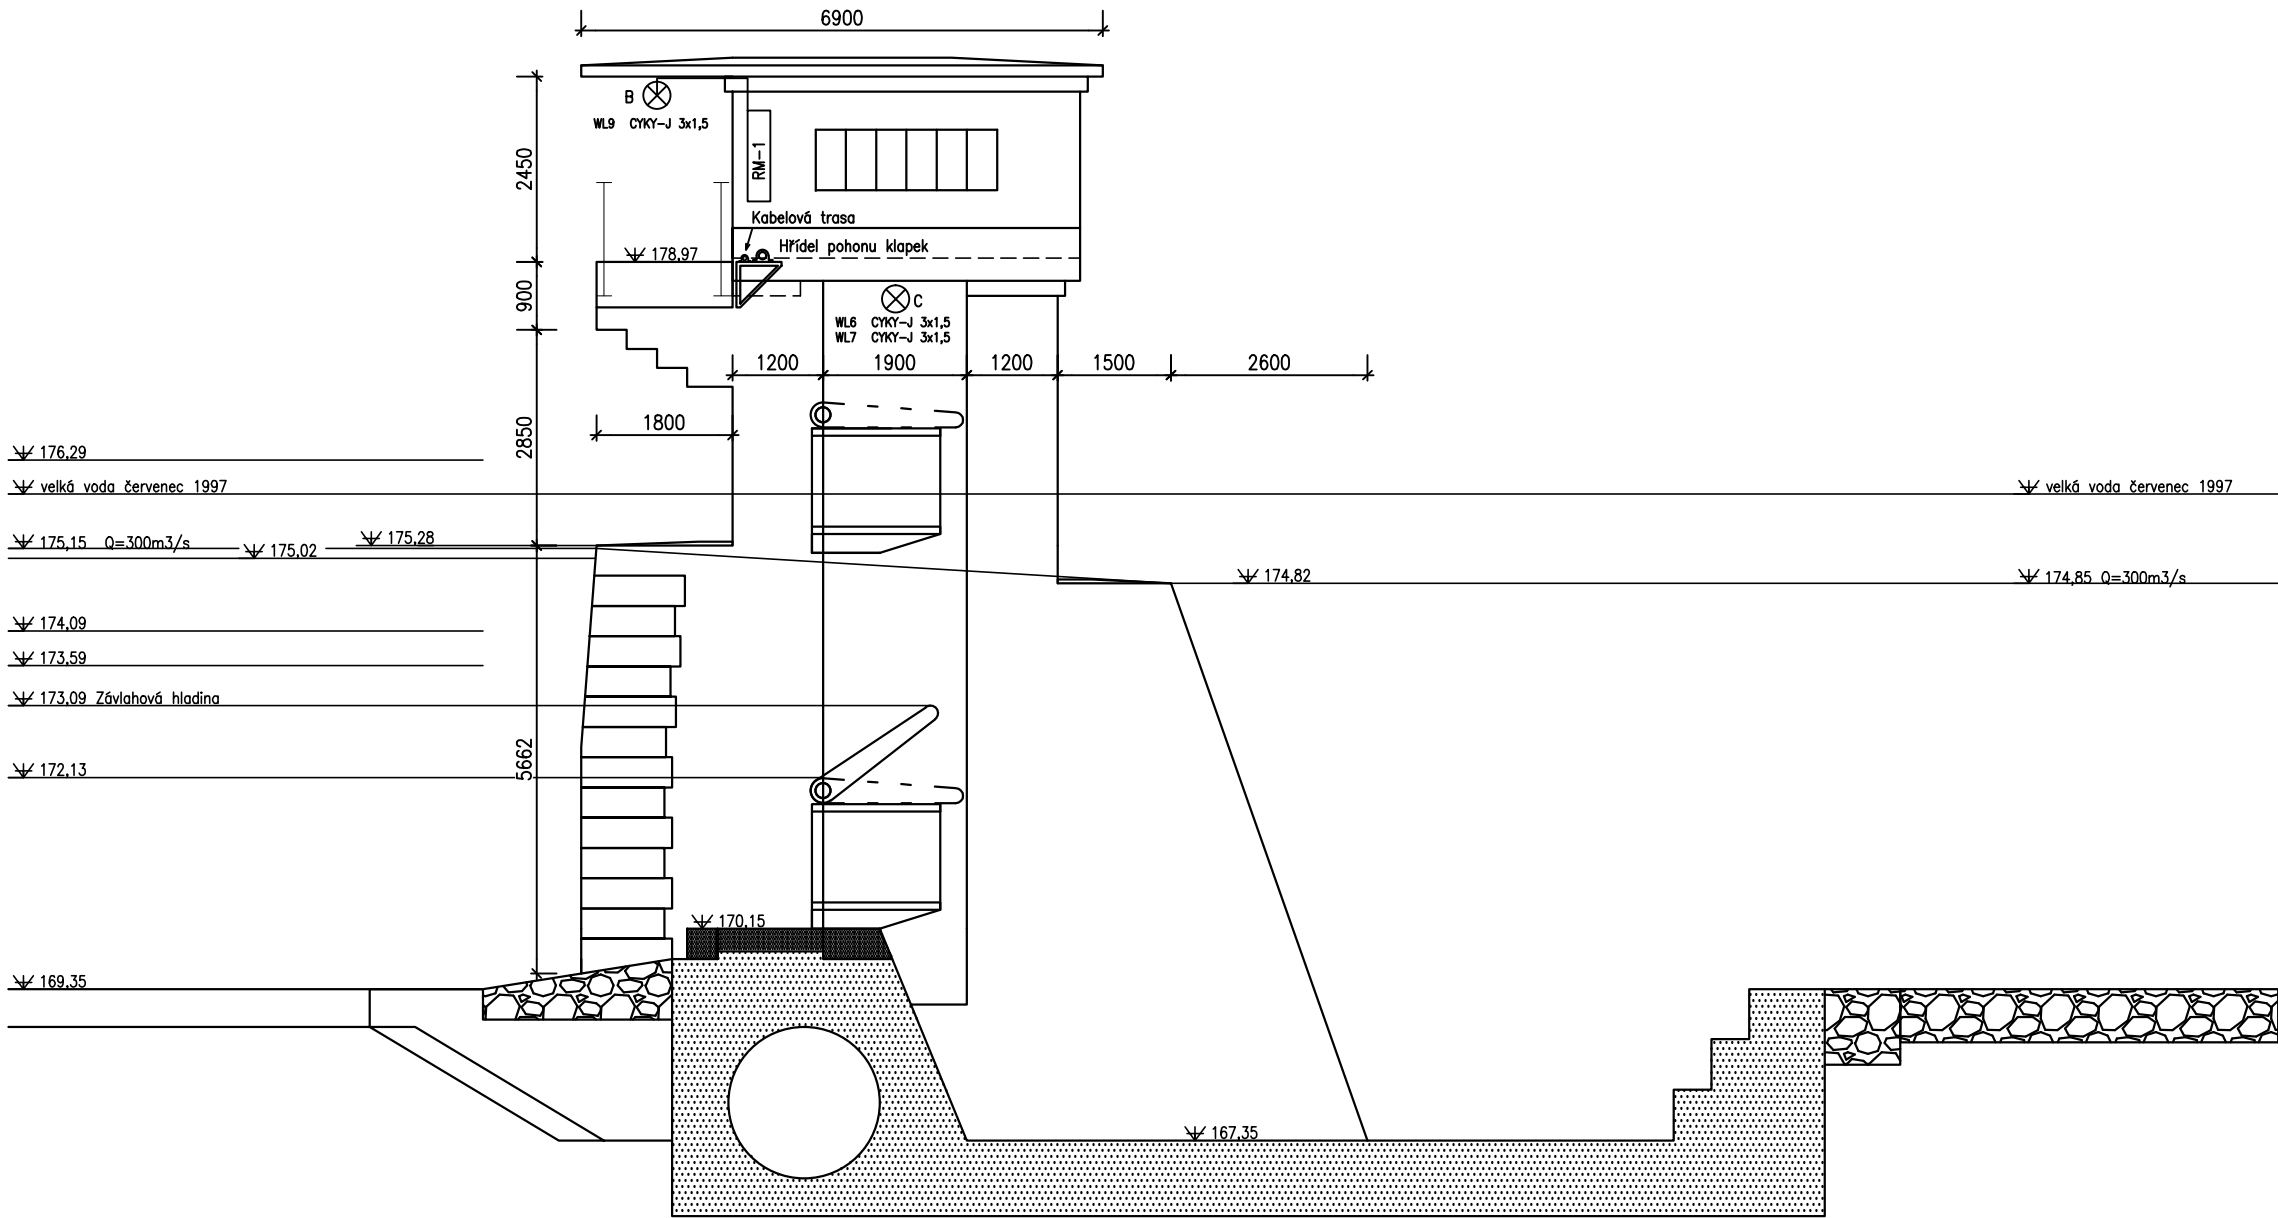 6900
B
WL9 CYKY-J 3x1,5
2450
RM-1
Kabelová trasa
Hřídel pohonu klapek
178,97
900
C
WL6 CYKY-J 3x1,5
WL7 CYKY-J 3x1,5
1200
1900
1200
1500
2600
1800
2850
176,29
velká voda červenec 1997
velká voda červenec 1997
175,15 Q=300m3/s
175,28
175,02
174,82
174,85 Q=300m3/s
174,09
173,59
173,09 Závlahová hladina
5662
172,13
170,15
169,35
167,35